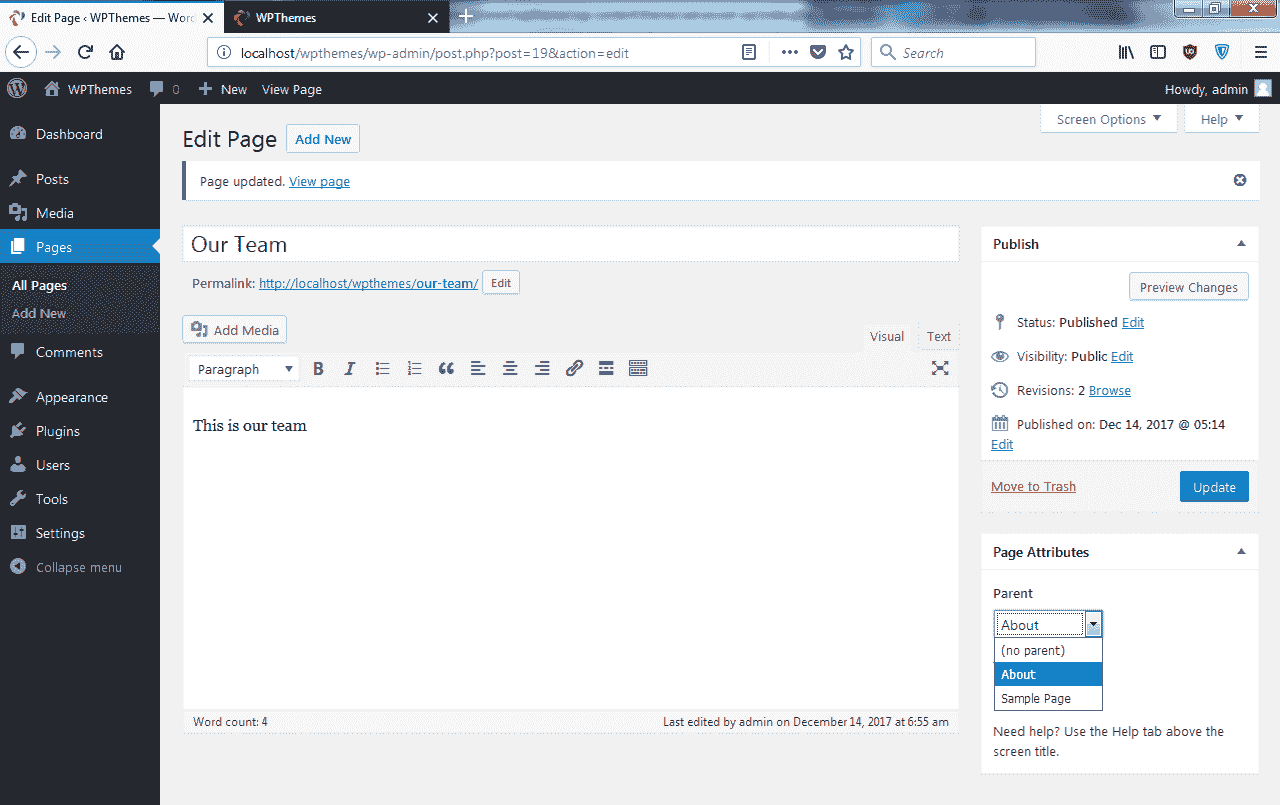 Edit Page ‹ WPThemes — Word
WPThemes
localhost/wpthemes/wp-admin/post.php?post=19&action=edit
Search
WPThemes
0
New
View Page
Howdy, admin
Dashboard
Posts
Media
Pages
All Pages
Add New
Comments
Appearance
Plugins
Users
Tools
Settings
Collapse menu
Screen Options
Help
Edit Page
Add New
Page updated. View page
Our Team
Permalink: http://localhost/wpthemes/our-team/
Edit
Add Media
Visual
Text
Paragraph
B
I
This is our team
Word count: 4
Last edited by admin on December 14, 2017 at 6:55 am
Publish
Preview Changes
Status: Published Edit
Visibility: Public Edit
Revisions: 2 Browse
Published on: Dec 14, 2017 @ 05:14
Edit
Move to Trash
Update
Page Attributes
Parent
About
(no parent)
About
Sample Page
Need help? Use the Help tab above the
screen title.